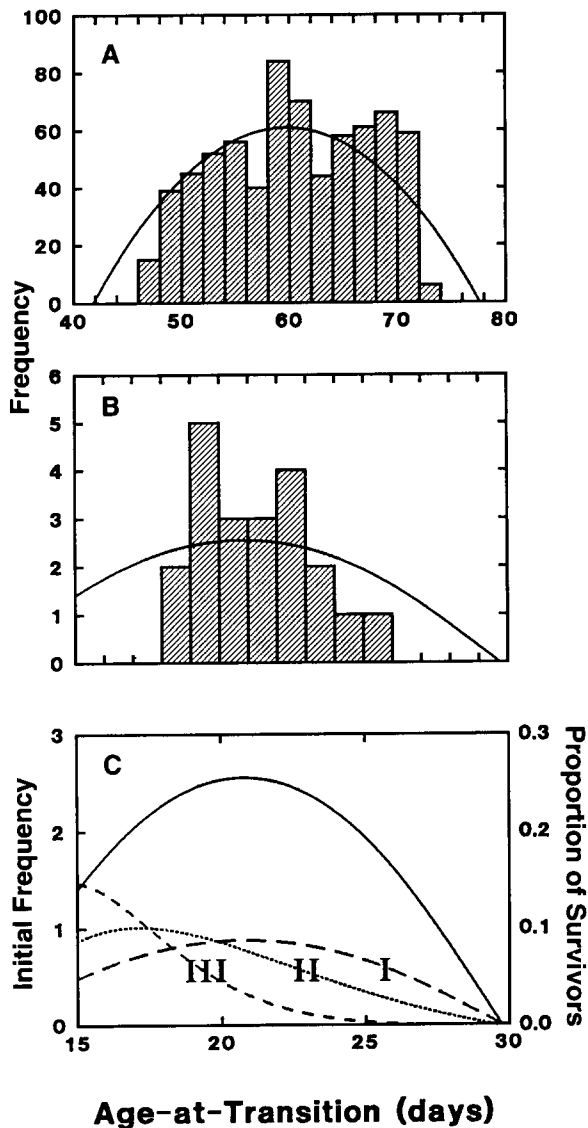 A
100
80
60
40
20
0
40 50 60 70 80
Frequency
B
6
5
4
3
2
1
0
C
3
2
1
0
Initial Frequency
0.3
0.2
0.1
0.0
Proportion of Survivors
III II I
15 20 25 30
Age-at-Transition (days)